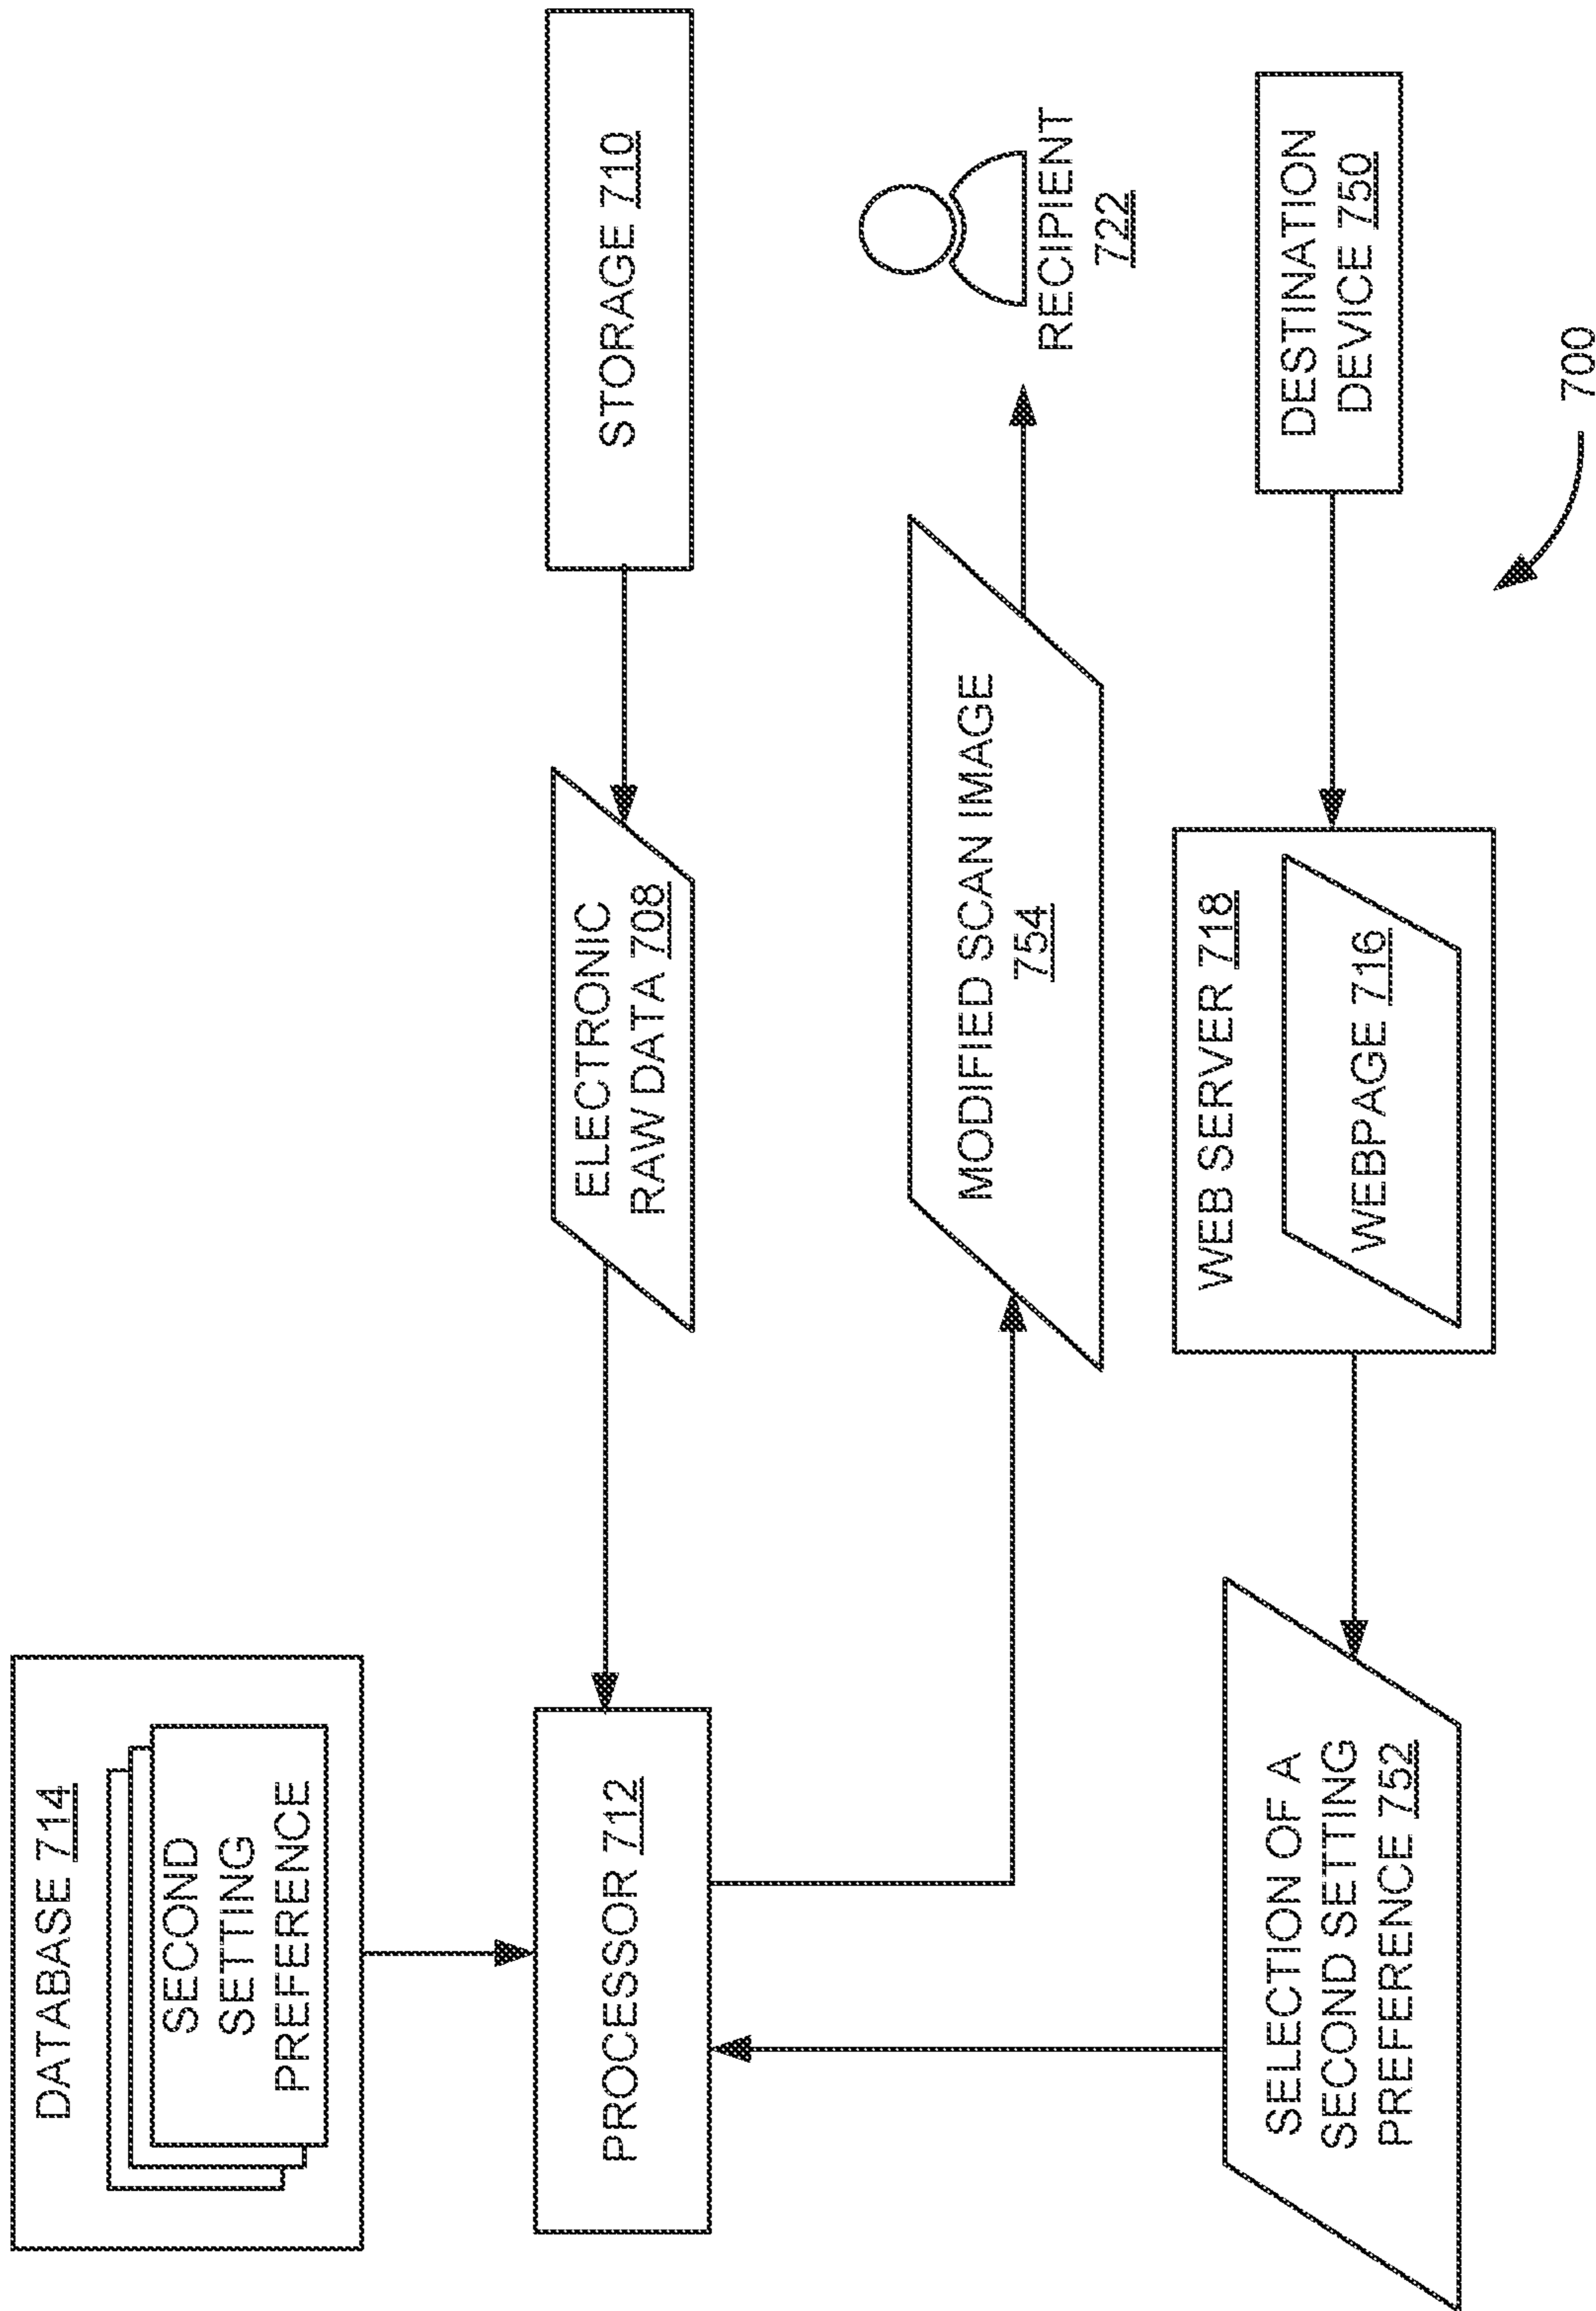 DATABASE 714
SECOND
SETTING
PREFERENCE
PROCESSOR 712
ELECTRONIC
RAW DATA 708
STORAGE 710
MODIFIED SCAN IMAGE
754
RECIPIENT
722
SELECTION OF A
SECOND SETTING
PREFERENCE 752
WEB SERVER 718
WEBPAGE 716
DESTINATION
DEVICE 750
700